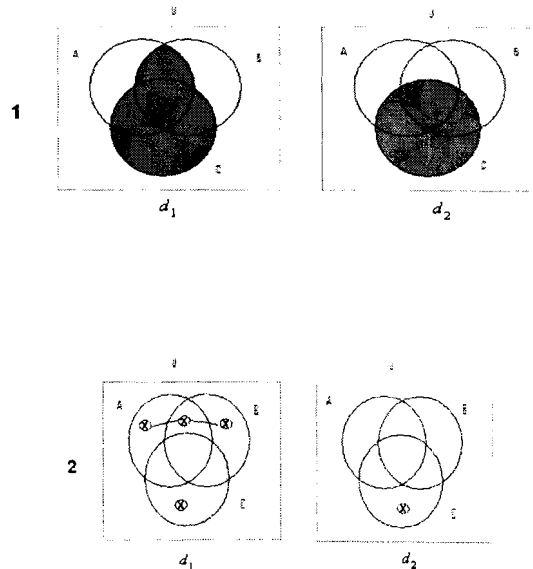 U U
A B A B
1
C C
d₁ d₂
U U
A B A B
2
⊗ ⊗ ⊗
C C
⊗ ⊗
d₁ d₂